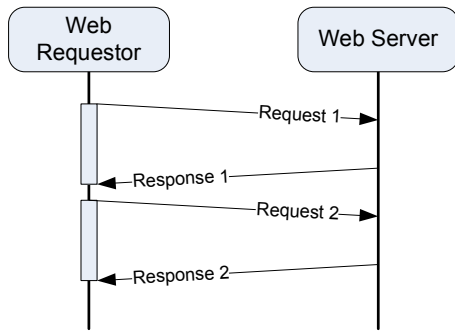 Web
Requestor
Web Server
Request 1
Response 1
Request 2
Response 2